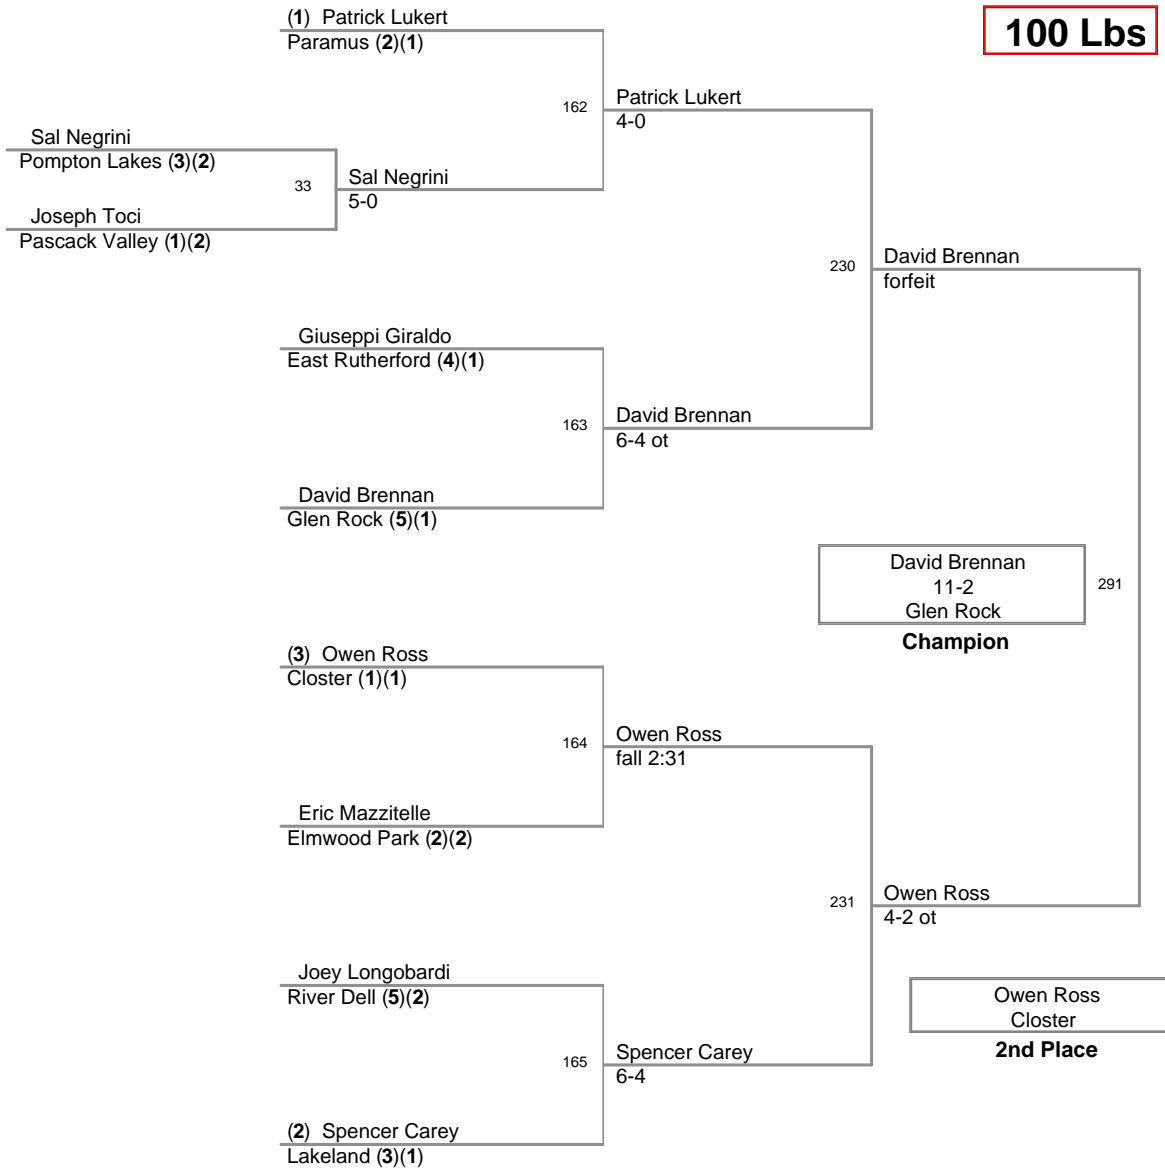 (1) Patrick Lukert
Paramus (2)(1)
100 Lbs
162
Patrick Lukert
4-0
Sal Negrini
Pompton Lakes (3)(2)
33
Sal Negrini
5-0
Joseph Toci
Pascack Valley (1)(2)
230
David Brennan
forfeit
Giuseppi Giraldo
East Rutherford (4)(1)
163
David Brennan
6-4 ot
David Brennan
Glen Rock (5)(1)
David Brennan
11-2
Glen Rock
291
Champion
(3) Owen Ross
Closter (1)(1)
164
Owen Ross
fall 2:31
Eric Mazzitelle
Elmwood Park (2)(2)
231
Owen Ross
4-2 ot
Joey Longobardi
River Dell (5)(2)
Owen Ross
Closter
2nd Place
165
Spencer Carey
6-4
(2) Spencer Carey
Lakeland (3)(1)